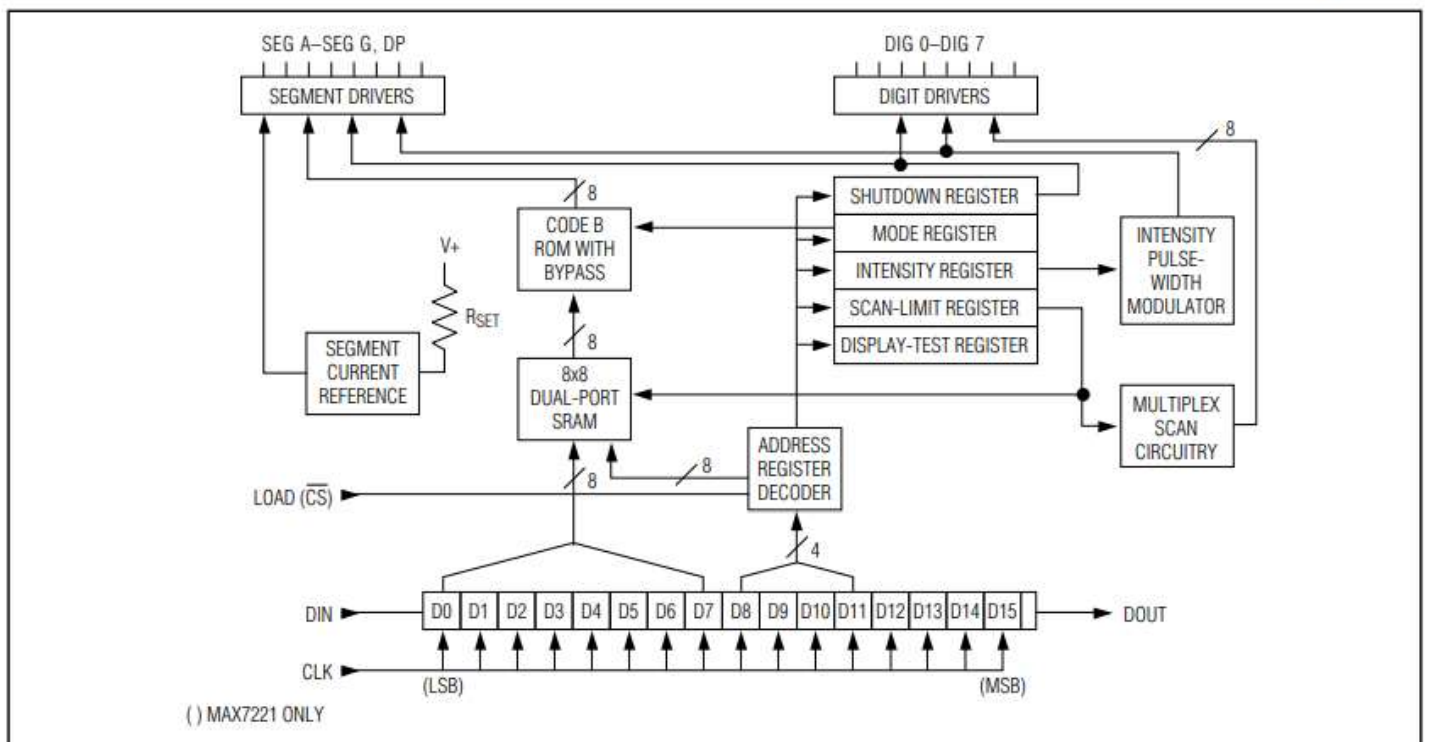 SEG A–SEG G, DP
DIG 0–DIG 7
SEGMENT DRIVERS
DIGIT DRIVERS
8
8
SHUTDOWN REGISTER
MODE REGISTER
INTENSITY REGISTER
SCAN-LIMIT REGISTER
DISPLAY-TEST REGISTER
CODE B
ROM WITH
BYPASS
INTENSITY
PULSE-
WIDTH
MODULATOR
V+
RSET
8
SEGMENT
CURRENT
REFERENCE
8x8
DUAL-PORT
SRAM
MULTIPLEX
SCAN
CIRCUITRY
ADDRESS
REGISTER
DECODER
8
8
LOAD (C̅S̅)
4
DIN
D0 D1 D2 D3 D4 D5 D6 D7 D8 D9 D10 D11 D12 D13 D14 D15
DOUT
CLK
(LSB)
(MSB)
( ) MAX7221 ONLY